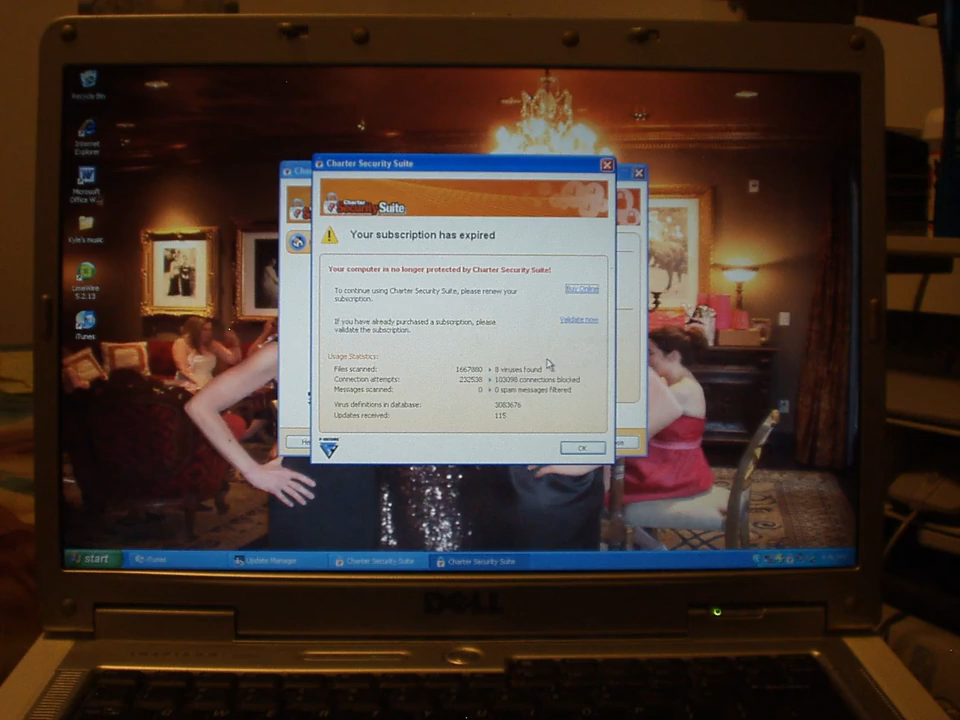 Recycle Bin
Internet
Explorer
Microsoft
Office W...
Kyle's music
LimeWire
5.2.13
iTunes
Charter Security Suite
Charter
Security Suite
Your subscription has expired
Your computer is no longer protected by Charter Security Suite!
To continue using Charter Security Suite, please renew your
subscription.
Buy Online
If you have already purchased a subscription, please
validate the subscription.
Validate now
Usage Statistics:
Files scanned: 1667880 8 viruses found
Connection attempts: 232538 103098 connections blocked
Messages scanned: 0 0 spam messages filtered
Virus definitions in database: 3083676
Updates received: 115
F-SECURE
OK
start
iTunes
Update Manager
Charter Security Suite
Charter Security Suite
DELL
INSPIRON